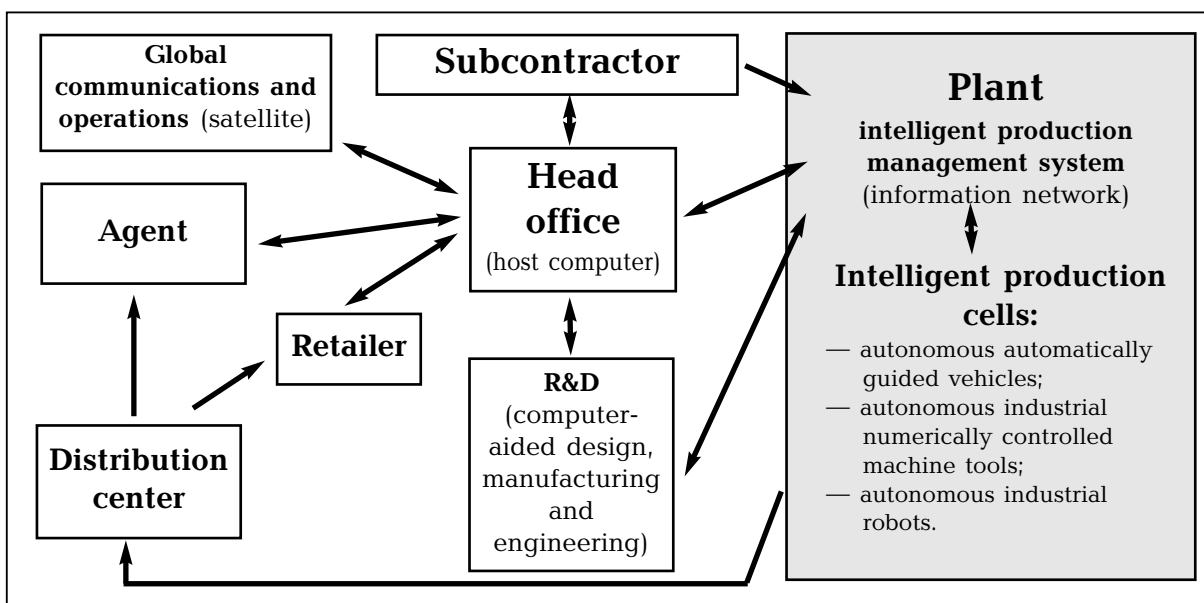 Global
communications and
operations (satellite)
Subcontractor
Plant
intelligent production
management system
(information network)
Head
office
(host computer)
Agent
Intelligent production
cells:
— autonomous automatically
guided vehicles;
— autonomous industrial
numerically controlled
machine tools;
— autonomous industrial
robots.
Retailer
R&D
(computer-
aided design,
manufacturing
and
engineering)
Distribution
center